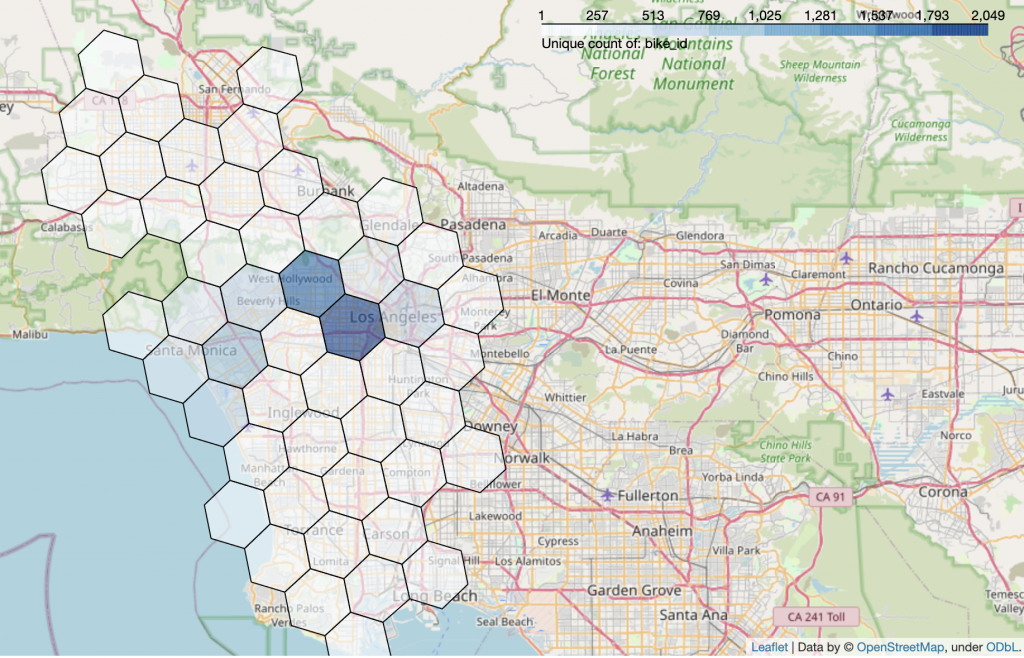 1 257 513 769 1,025 1,281 1,537 1,793 2,049
Unique count of: bike_id
National
Forest
Mountains
National
Monument
Sheep Mountain
Wilderness
Cucamonga
Wilderness
San Fernando
CA 118
Burbank
Altadena
Calabasas
Glendale
Pasadena
Arcadia
Duarte
Glendora
South Pasadena
San Dimas
Claremont
Rancho Cucamonga
West Hollywood
Alhambra
Covina
Beverly Hills
El Monte
Ontario
Los Angeles
Monterey
Park
Pomona
Malibu
Diamond
Bar
Santa Monica
Montebello
La Puente
Chino
Chino Hills
Huntington
Park
Whittier
Eastvale
Inglewood
Downey
La Habra
Norco
Hawthorne
Lynwood
Brea
Chino Hills
State Park
Norwalk
Manhattan
Beach
Gardena
Compton
Yorba Linda
Bellflower
Fullerton
CA 91
Corona
Lakewood
Torrance
Carson
Anaheim
Cypress
Villa Park
Lomita
Signal Hill
Los Alamitos
Long Beach
Garden Grove
Rancho Palos
Verdes
Seal Beach
Santa Ana
CA 241 Toll
Temesc
Valley
Leaflet | Data by © OpenStreetMap, under ODbL.